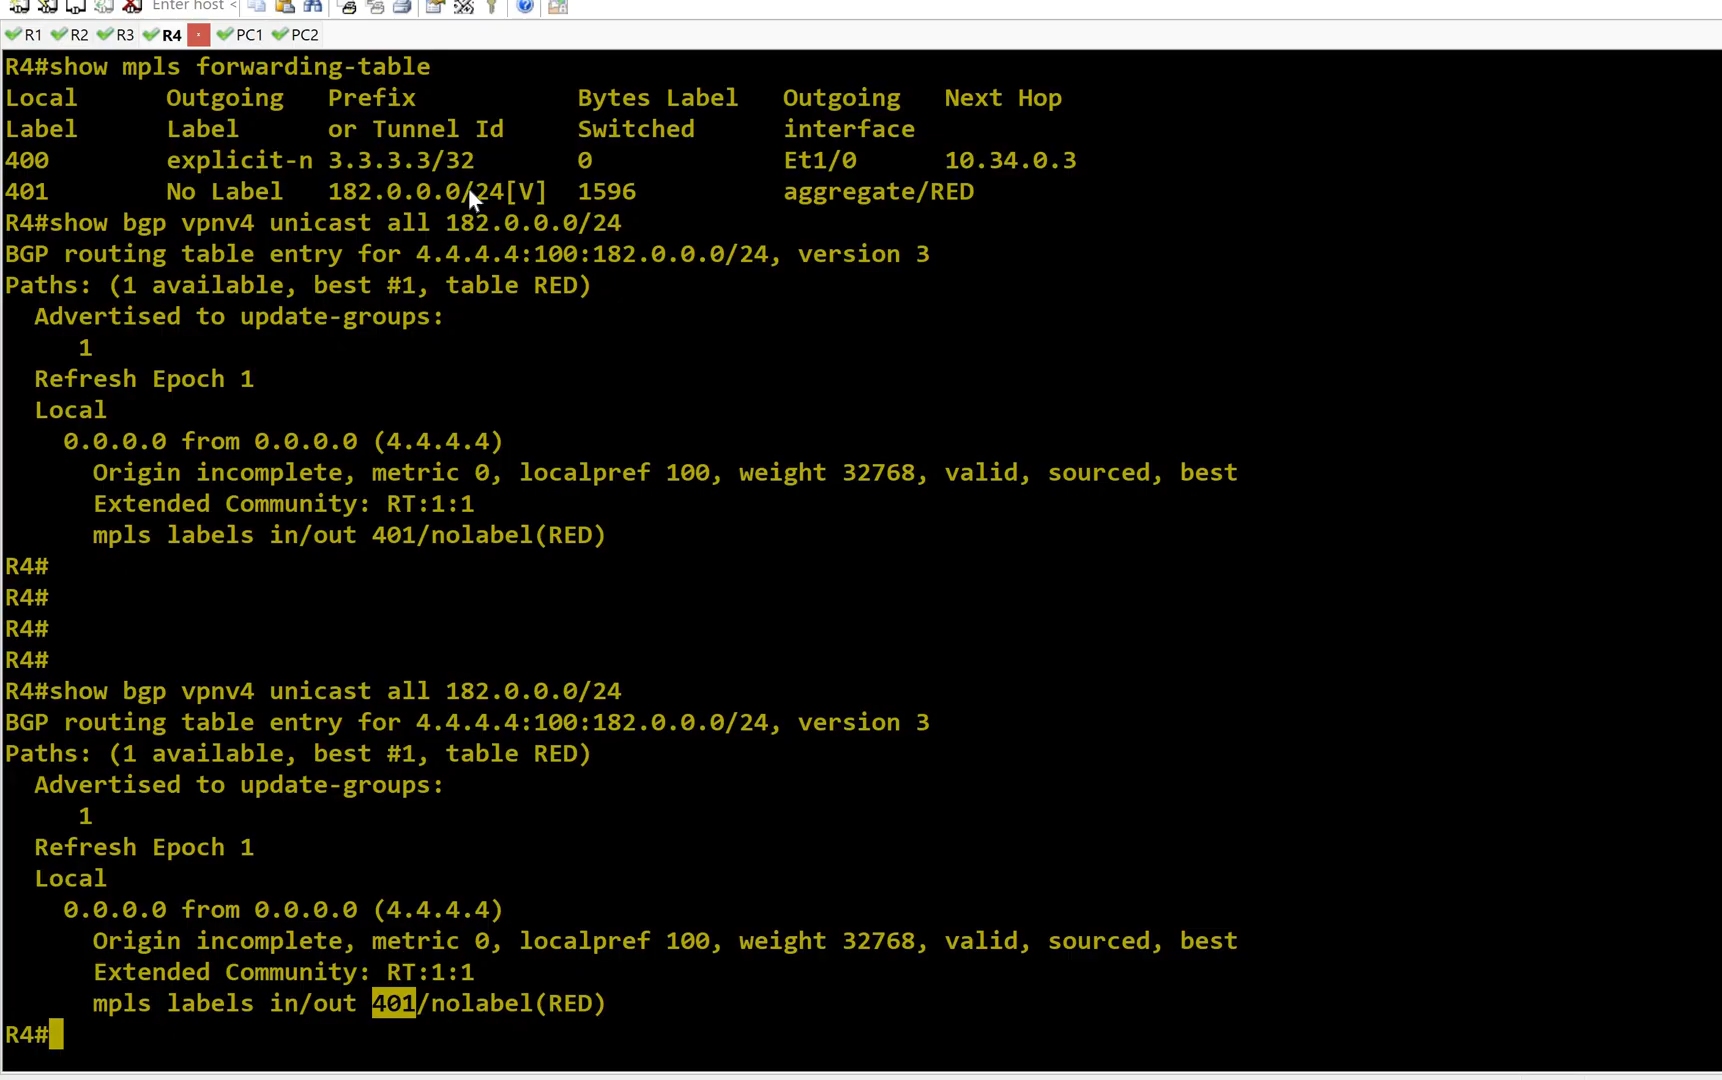 Enter host <
R1 R2 R3 R4 PC1 PC2
R4#show mpls forwarding-table
Local Outgoing Prefix Bytes Label Outgoing Next Hop
Label Label or Tunnel Id Switched interface
400 explicit-n 3.3.3.3/32 0 Et1/0 10.34.0.3
401 No Label 182.0.0.0/24[V] 1596 aggregate/RED
R4#show bgp vpnv4 unicast all 182.0.0.0/24
BGP routing table entry for 4.4.4.4:100:182.0.0.0/24, version 3
Paths: (1 available, best #1, table RED)
Advertised to update-groups:
1
Refresh Epoch 1
Local
0.0.0.0 from 0.0.0.0 (4.4.4.4)
Origin incomplete, metric 0, localpref 100, weight 32768, valid, sourced, best
Extended Community: RT:1:1
mpls labels in/out 401/nolabel(RED)
R4#
R4#
R4#
R4#
R4#show bgp vpnv4 unicast all 182.0.0.0/24
BGP routing table entry for 4.4.4.4:100:182.0.0.0/24, version 3
Paths: (1 available, best #1, table RED)
Advertised to update-groups:
1
Refresh Epoch 1
Local
0.0.0.0 from 0.0.0.0 (4.4.4.4)
Origin incomplete, metric 0, localpref 100, weight 32768, valid, sourced, best
Extended Community: RT:1:1
mpls labels in/out 401/nolabel(RED)
R4#